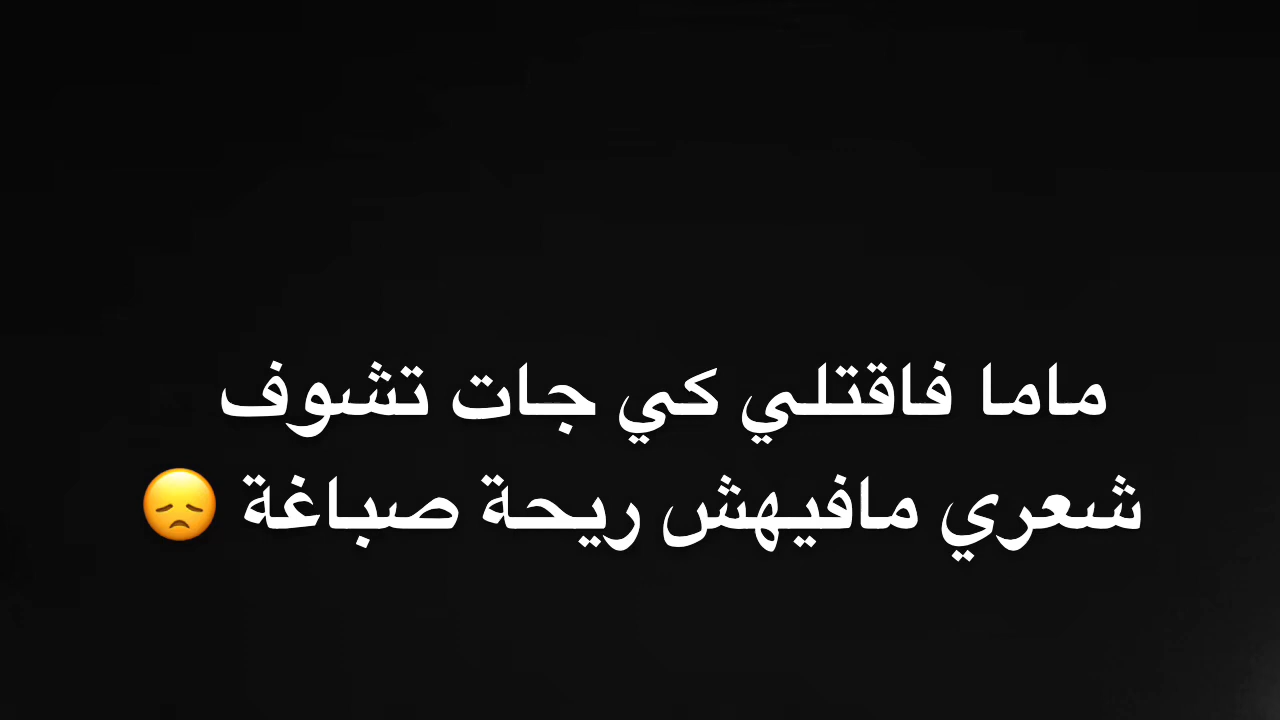 ماما فاقتلي كي جات تشوف
شعري مافيهش ريحة صباغة 😞